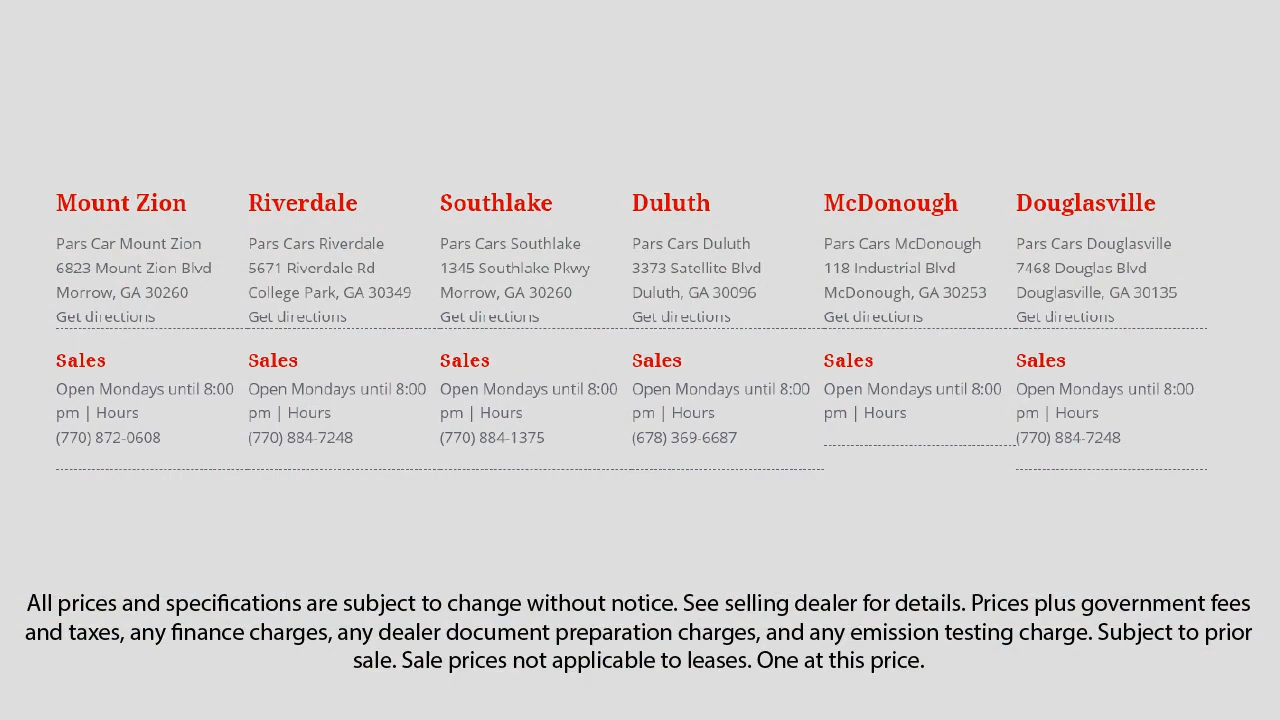 Mount Zion
Pars Car Mount Zion
6823 Mount Zion Blvd
Morrow, GA 30260
Get directions
Sales
Open Mondays until 8:00
pm | Hours
(770) 872-0608
Riverdale
Pars Cars Riverdale
5671 Riverdale Rd
College Park, GA 30349
Get directions
Sales
Open Mondays until 8:00
pm | Hours
(770) 884-7248
Southlake
Pars Cars Southlake
1345 Southlake Pkwy
Morrow, GA 30260
Get directions
Sales
Open Mondays until 8:00
pm | Hours
(770) 884-1375
Duluth
Pars Cars Duluth
3373 Satellite Blvd
Duluth, GA 30096
Get directions
Sales
Open Mondays until 8:00
pm | Hours
(678) 369-6687
McDonough
Pars Cars McDonough
118 Industrial Blvd
McDonough, GA 30253
Get directions
Sales
Open Mondays until 8:00
pm | Hours
Douglasville
Pars Cars Douglasville
7468 Douglas Blvd
Douglasville, GA 30135
Get directions
Sales
Open Mondays until 8:00
pm | Hours
(770) 884-7248
All prices and specifications are subject to change without notice. See selling dealer for details. Prices plus government fees
and taxes, any finance charges, any dealer document preparation charges, and any emission testing charge. Subject to prior
sale. Sale prices not applicable to leases. One at this price.